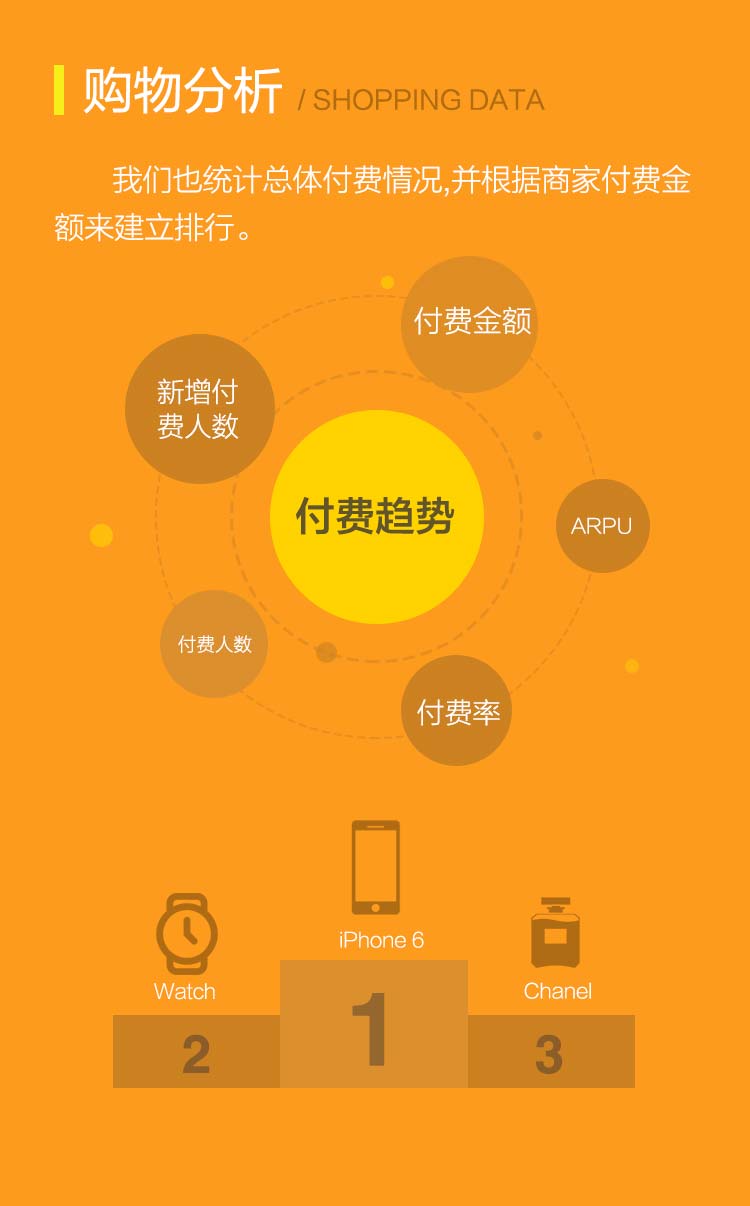 购物分析 / SHOPPING DATA
我们也统计总体付费情况,并根据商家付费金
额来建立排行。
付费金额
新增付
费人数
付费趋势
ARPU
付费人数
付费率
iPhone 6
Watch
Chanel
1
2
3